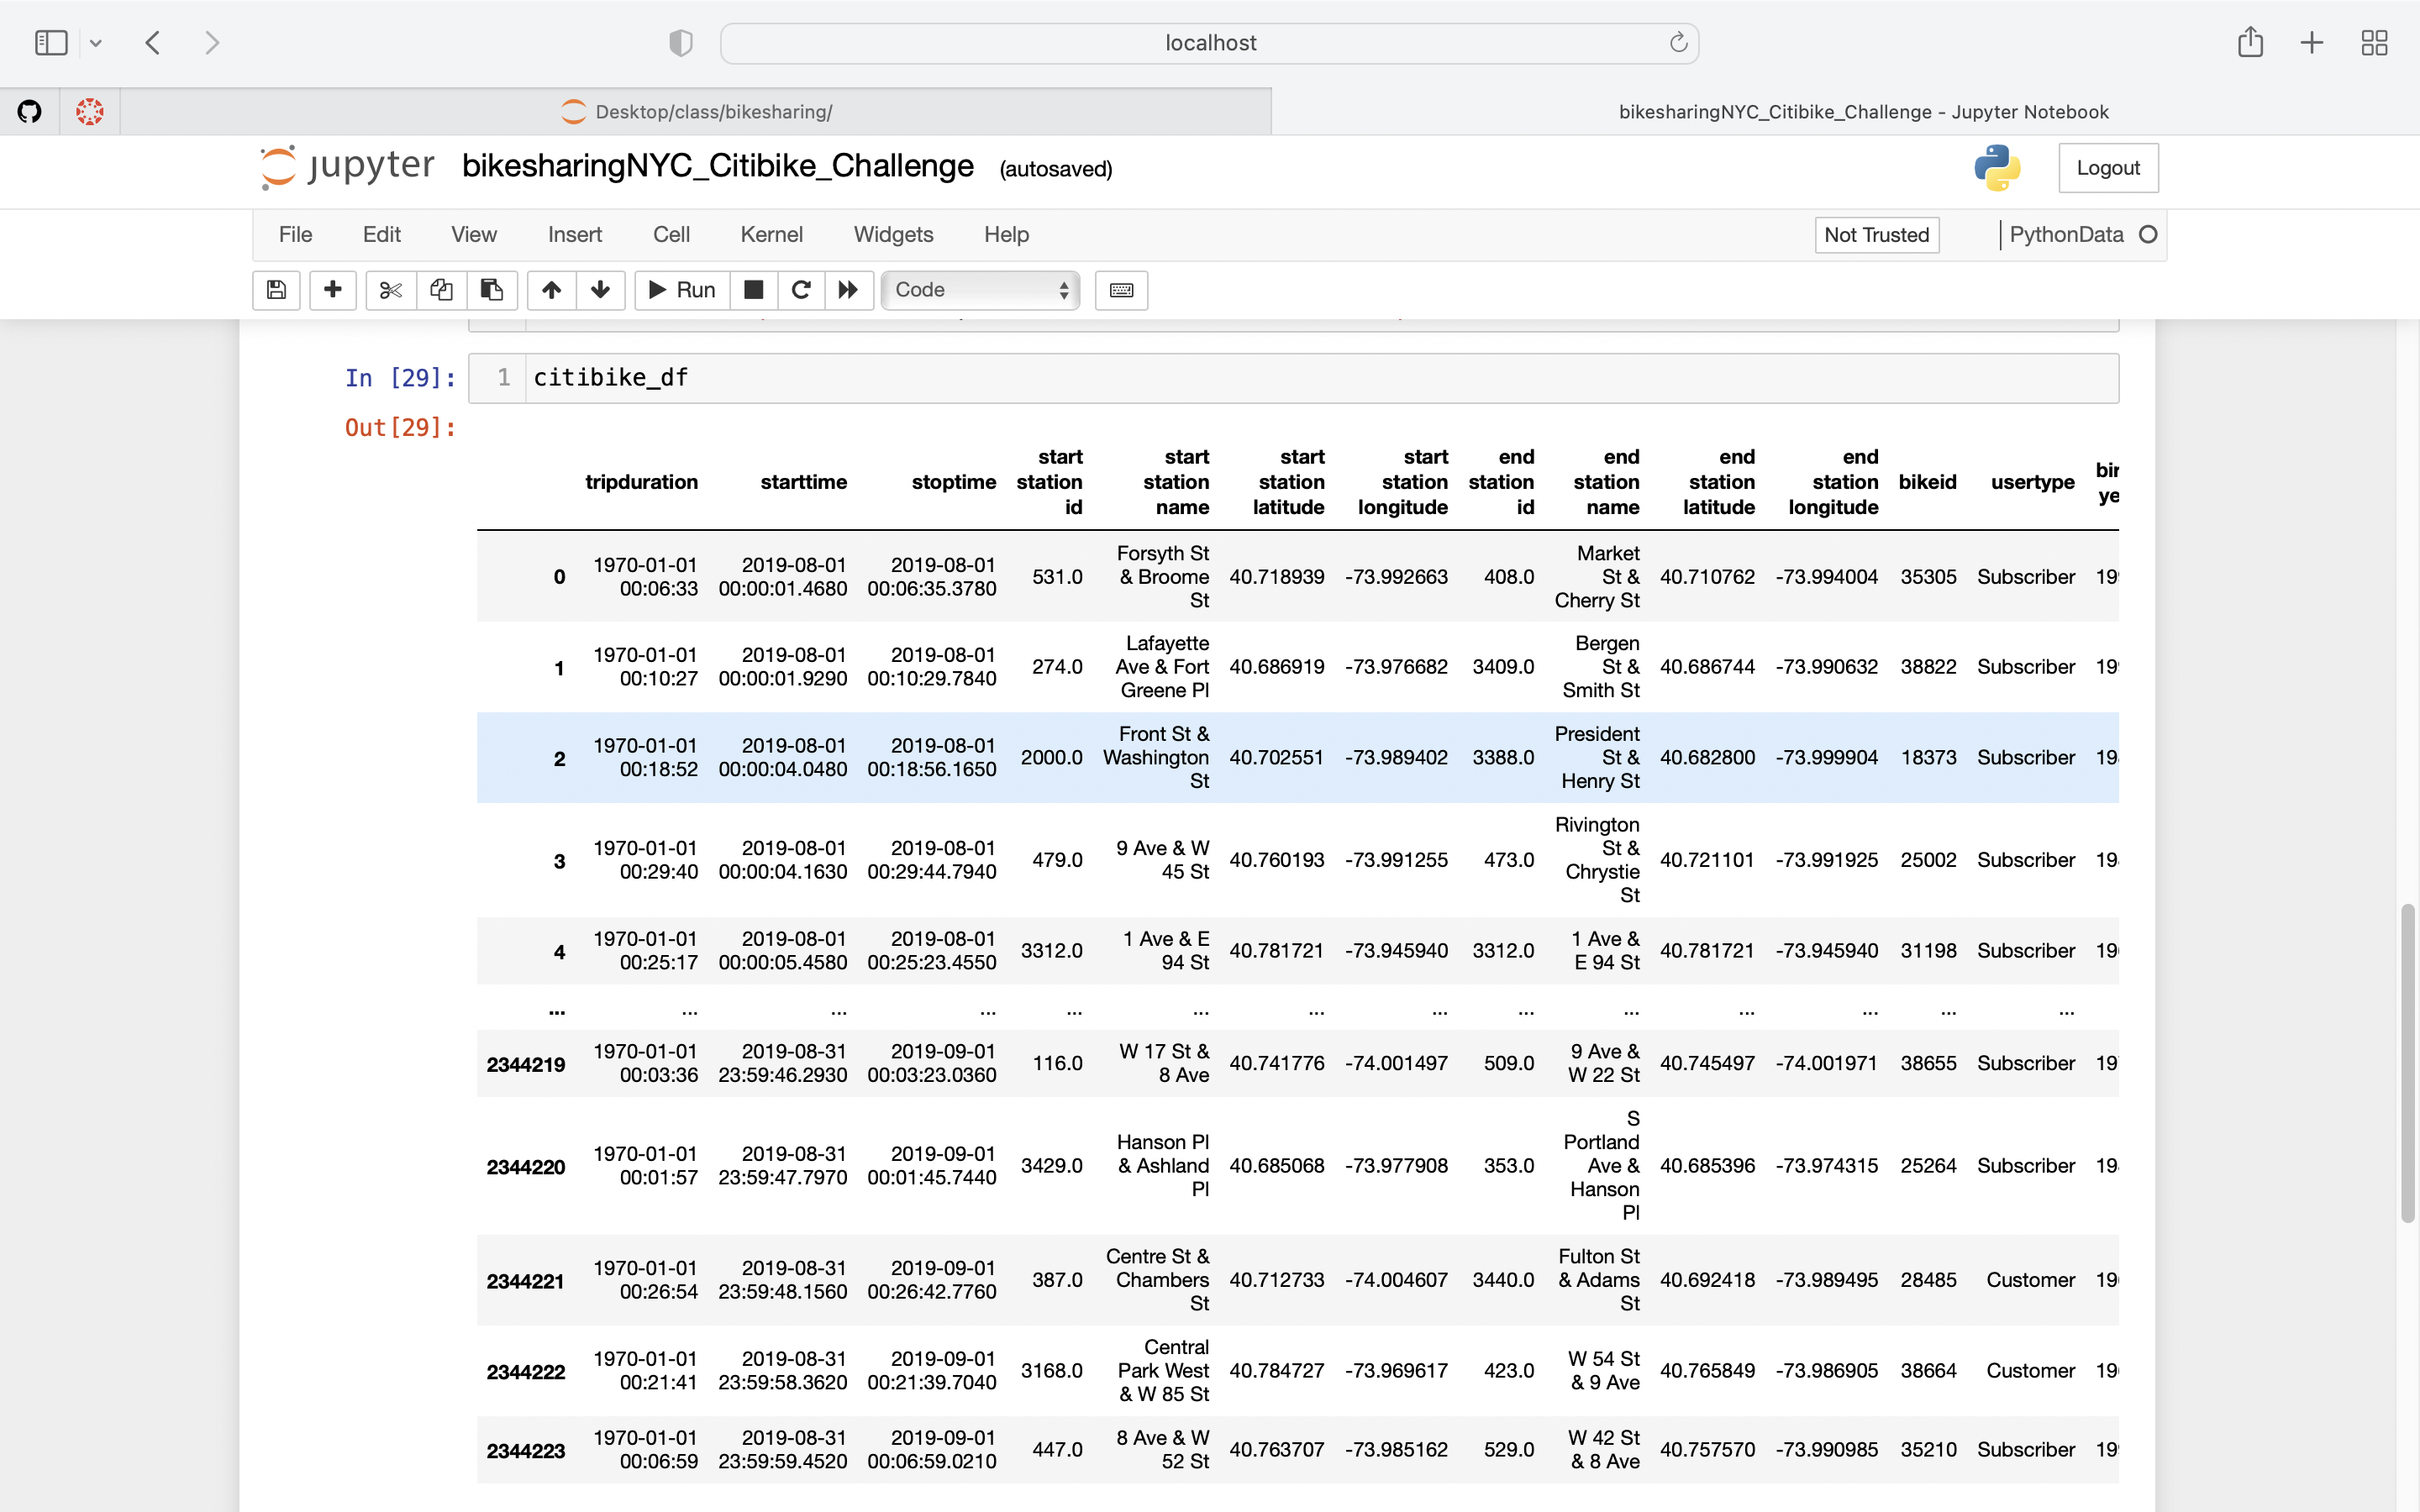 localhost
Desktop/class/bikesharing/
bikesharingNYC_Citibike_Challenge - Jupyter Notebook
jupyter bikesharingNYC_Citibike_Challenge (autosaved)
Logout
File Edit View Insert Cell Kernel Widgets Help
Not Trusted
PythonData
Run
Code
In [29]: 1 citibike_df
Out[29]:
tripduration starttime stoptime start station id start station name start station latitude start station longitude end station id end station name end station latitude end station longitude bikeid usertype
0 1970-01-01 00:06:33 2019-08-01 00:00:01.4680 2019-08-01 00:06:35.3780 531.0 Forsyth St & Broome St 40.718939 -73.992663 408.0 Market St & Cherry St 40.710762 -73.994004 35305 Subscriber
1 1970-01-01 00:10:27 2019-08-01 00:00:01.9290 2019-08-01 00:10:29.7840 274.0 Lafayette Ave & Fort Greene Pl 40.686919 -73.976682 3409.0 Bergen St & Smith St 40.686744 -73.990632 38822 Subscriber
2 1970-01-01 00:18:52 2019-08-01 00:00:04.0480 2019-08-01 00:18:56.1650 2000.0 Front St & Washington St 40.702551 -73.989402 3388.0 President St & Henry St 40.682800 -73.999904 18373 Subscriber
3 1970-01-01 00:29:40 2019-08-01 00:00:04.1630 2019-08-01 00:29:44.7940 479.0 9 Ave & W 45 St 40.760193 -73.991255 473.0 Rivington St & Chrystie St 40.721101 -73.991925 25002 Subscriber
4 1970-01-01 00:25:17 2019-08-01 00:00:05.4580 2019-08-01 00:25:23.4550 3312.0 1 Ave & E 94 St 40.781721 -73.945940 3312.0 1 Ave & E 94 St 40.781721 -73.945940 31198 Subscriber
... ... ... ... ... ... ... ... ... ... ... ... ... ...
2344219 1970-01-01 00:03:36 2019-08-31 23:59:46.2930 2019-09-01 00:03:23.0360 116.0 W 17 St & 8 Ave 40.741776 -74.001497 509.0 9 Ave & W 22 St 40.745497 -74.001971 38655 Subscriber
2344220 1970-01-01 00:01:57 2019-08-31 23:59:47.7970 2019-09-01 00:01:45.7440 3429.0 Hanson Pl & Ashland Pl 40.685068 -73.977908 353.0 S Portland Ave & Hanson Pl 40.685396 -73.974315 25264 Subscriber
2344221 1970-01-01 00:26:54 2019-08-31 23:59:48.1560 2019-09-01 00:26:42.7760 387.0 Centre St & Chambers St 40.712733 -74.004607 3440.0 Fulton St & Adams St 40.692418 -73.989495 28485 Customer
2344222 1970-01-01 00:21:41 2019-08-31 23:59:58.3620 2019-09-01 00:21:39.7040 3168.0 Central Park West & W 85 St 40.784727 -73.969617 423.0 W 54 St & 9 Ave 40.765849 -73.986905 38664 Customer
2344223 1970-01-01 00:06:59 2019-08-31 23:59:59.4520 2019-09-01 00:06:59.0210 447.0 8 Ave & W 52 St 40.763707 -73.985162 529.0 W 42 St & 8 Ave 40.757570 -73.990985 35210 Subscriber